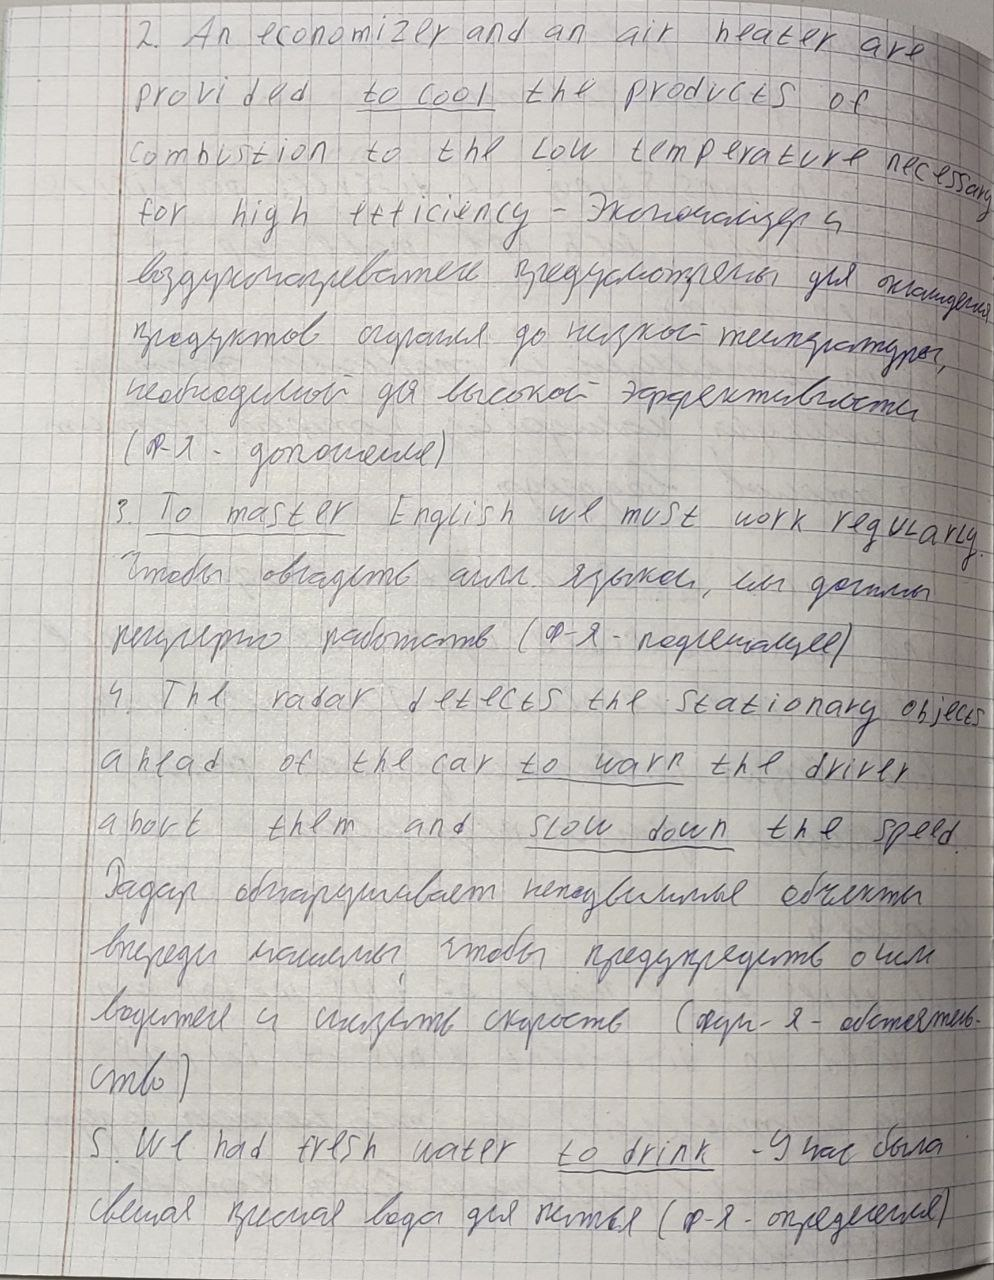 2. An economizer and an air heater are
provided to cool the products of
combustion to the low temperature necessary
for high efficiency - Экономайзер и
воздухонагреватель предусмотрены для охлаждения
продуктов сгорания до низкой температуры,
необходимой для высокой эффективности
(ф-я - дополнения)
3. To master English we must work regularly.
Чтобы овладеть англ. языком, мы должны
регулярно работать (ф-я - подлежащее)
4. The radar detects the stationary objects
ahead of the car to warn the driver
about them and slow down the speed.
Радар обнаруживает неподвижные объекты
впереди машины, чтобы предупредить о них
водителя и снизить скорость (фун-я - обстоятель-
ство)
5. We had fresh water to drink - У нас была
свежая пресная вода для питья (ф-я - определения)